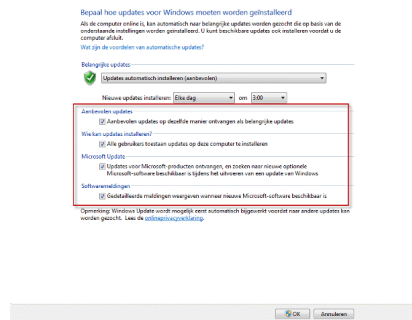 Bepaal hoe updates voor Windows moeten worden geïnstalleerd
Als de computer online is, kan automatisch naar belangrijke updates worden gezocht die op basis van de
onderstaande instellingen worden geïnstalleerd. U kunt beschikbare updates ook installeren voordat u de
computer afsluit.
Wat zijn de voordelen van automatische updates?
Belangrijke updates
Updates automatisch installeren (aanbevolen)
Nieuwe updates installeren: Elke dag om 3:00
Aanbevolen updates
Aanbevolen updates op dezelfde manier ontvangen als belangrijke updates
Wie kan updates installeren?
Alle gebruikers toestaan updates op deze computer te installeren
Microsoft Update
Updates voor Microsoft-producten ontvangen, en zoeken naar nieuwe optionele
Microsoft-software beschikbaar is tijdens het uitvoeren van een update van Windows
Softwaremeldingen
Gedetailleerde meldingen weergeven wanneer nieuwe Microsoft-software beschikbaar is
Opmerking: Windows Update wordt mogelijk eerst automatisch bijgewerkt voordat naar andere updates kan
worden gezocht. Lees de onlineprivacyverklaring.
OK Annuleren